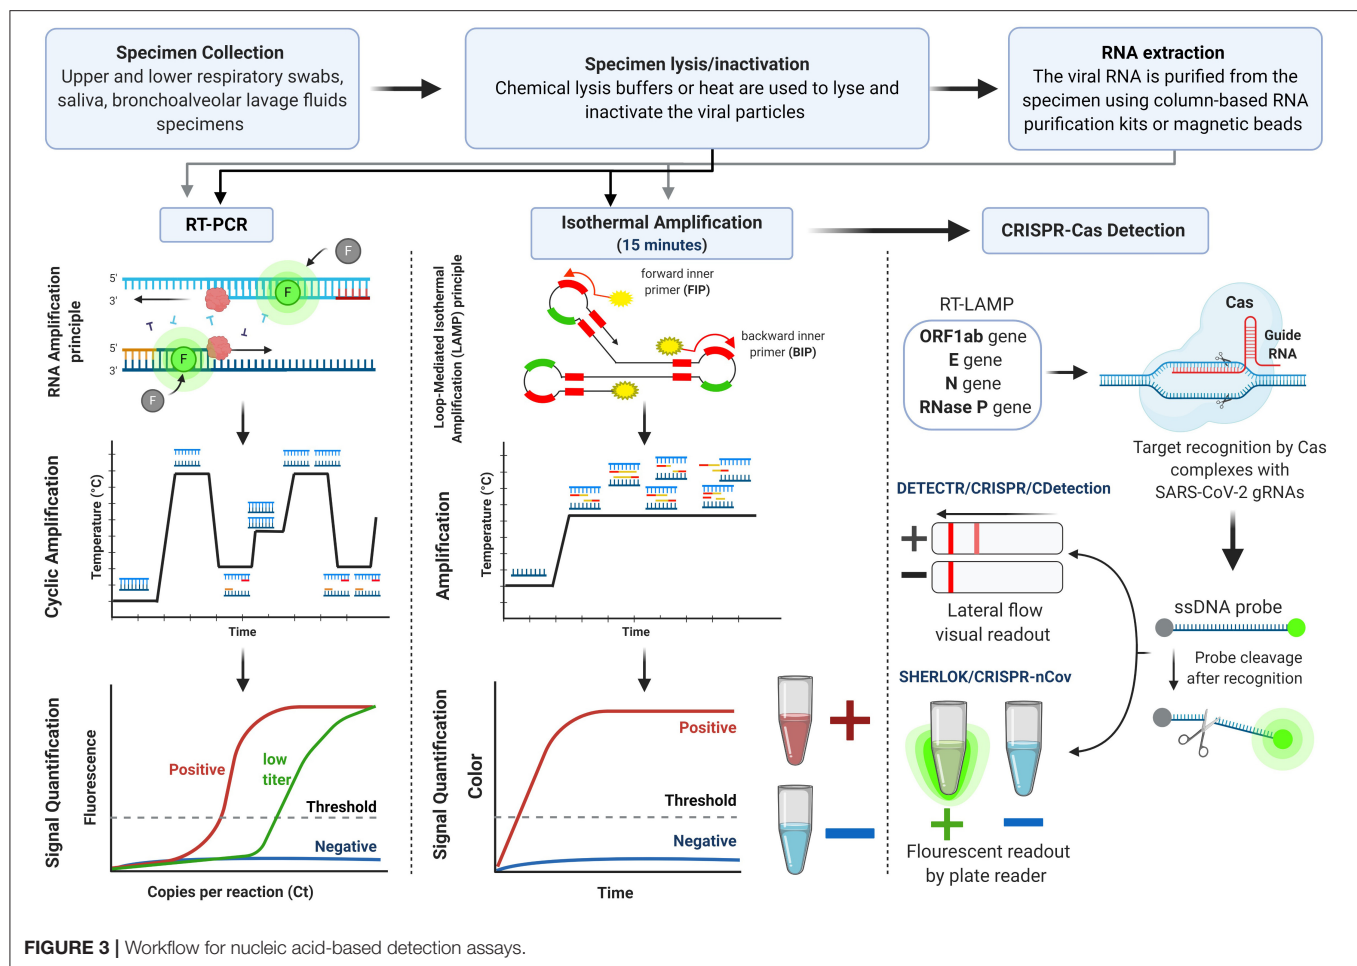 Specimen Collection
Upper and lower respiratory swabs,
saliva, bronchoalveolar lavage fluids
specimens
Specimen lysis/inactivation
Chemical lysis buffers or heat are used to lyse and
inactivate the viral particles
RNA extraction
The viral RNA is purified from the
specimen using column-based RNA
purification kits or magnetic beads
RT-PCR
Isothermal Amplification
(15 minutes)
CRISPR-Cas Detection
RNA Amplification
principle
5'
3'
F
F
5'
3'
F
F
Loop-Mediated Isothermal
Amplification (LAMP) principle
forward inner
primer (FIP)
backward inner
primer (BIP)
RT-LAMP
ORF1ab gene
E gene
N gene
RNase P gene
Cas
Guide
RNA
Target recognition by Cas
complexes with
SARS-CoV-2 gRNAs
Cyclic Amplification
Temperature (°C)
Time
Amplification
Temperature (°C)
Time
DETECTR/CRISPR/CDetection
Lateral flow
visual readout
ssDNA probe
Probe cleavage
after recognition
SHERLOK/CRISPR-nCov
Flourescent readout
by plate reader
Signal Quantification
Fluorescence
Positive
low
titer
Threshold
Negative
Copies per reaction (Ct)
Signal Quantification
Color
Positive
Threshold
Negative
Time
FIGURE 3 | Workflow for nucleic acid-based detection assays.